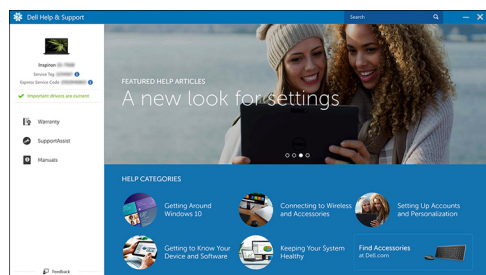 Dell Help & Support
Search
Inspiron
Service Tag
Express Service Code
Important drivers are current
Warranty
SupportAssist
Manuals
Feedback
FEATURED HELP ARTICLES
A new look for settings
HELP CATEGORIES
Getting Around
Windows 10
Connecting to Wireless
and Accessories
Setting Up Accounts
and Personalization
Getting to Know Your
Device and Software
Keeping Your System
Healthy
Find Accessories
at Dell.com